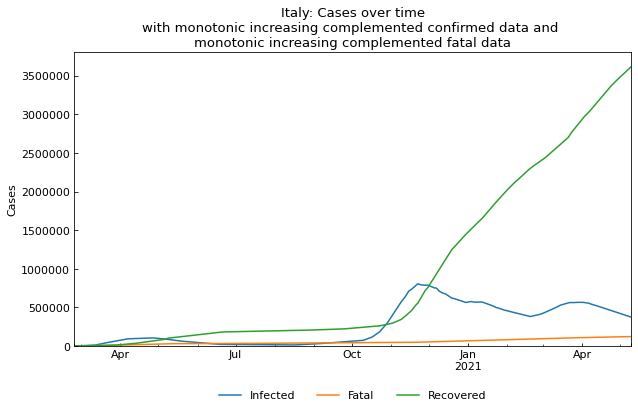 Italy: Cases over time
with monotonic increasing complemented confirmed data and
monotonic increasing complemented fatal data
3500000
3000000
2500000
2000000
1500000
1000000
500000
0
Cases
Apr Jul Oct Jan Apr
2021
Infected Fatal Recovered